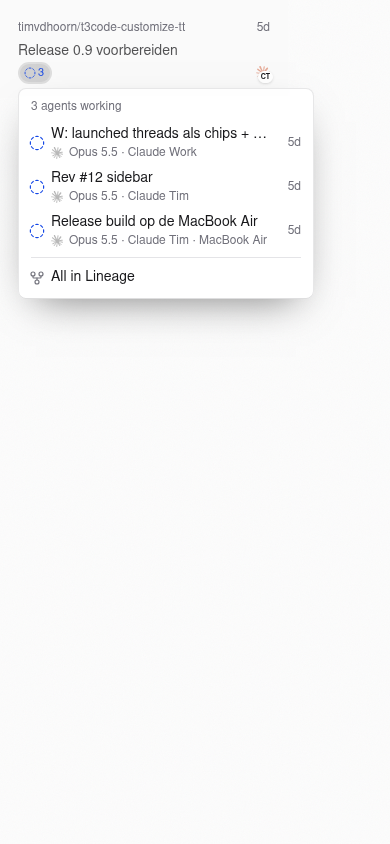 timvdhoorn/t3code-customize-tt 5d
Release 0.9 voorbereiden
3 CT
3 agents working
W: launched threads als chips + … 5d
Opus 5.5 · Claude Work
Rev #12 sidebar 5d
Opus 5.5 · Claude Tim
Release build op de MacBook Air 5d
Opus 5.5 · Claude Tim · MacBook Air
All in Lineage